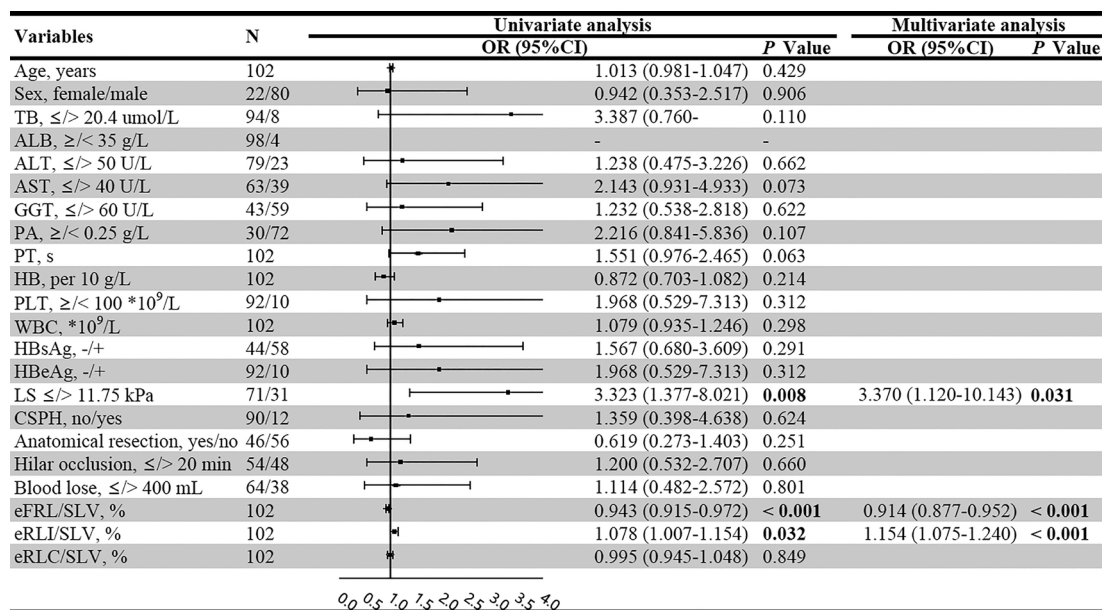 Variables N Univariate analysis Multivariate analysis
OR (95%CI) P Value OR (95%CI) P Value
Age, years 102 1.013 (0.981-1.047) 0.429
Sex, female/male 22/80 0.942 (0.353-2.517) 0.906
TB, ≤/> 20.4 umol/L 94/8 3.387 (0.760- 0.110
ALB, ≥/< 35 g/L 98/4 - -
ALT, ≤/> 50 U/L 79/23 1.238 (0.475-3.226) 0.662
AST, ≤/> 40 U/L 63/39 2.143 (0.931-4.933) 0.073
GGT, ≤/> 60 U/L 43/59 1.232 (0.538-2.818) 0.622
PA, ≥/< 0.25 g/L 30/72 2.216 (0.841-5.836) 0.107
PT, s 102 1.551 (0.976-2.465) 0.063
HB, per 10 g/L 102 0.872 (0.703-1.082) 0.214
PLT, ≥/< 100 *10⁹/L 92/10 1.968 (0.529-7.313) 0.312
WBC, *10⁹/L 102 1.079 (0.935-1.246) 0.298
HBsAg, -/+ 44/58 1.567 (0.680-3.609) 0.291
HBeAg, -/+ 92/10 1.968 (0.529-7.313) 0.312
LS ≤/> 11.75 kPa 71/31 3.323 (1.377-8.021) 0.008 3.370 (1.120-10.143) 0.031
CSPH, no/yes 90/12 1.359 (0.398-4.638) 0.624
Anatomical resection, yes/no 46/56 0.619 (0.273-1.403) 0.251
Hilar occlusion, ≤/> 20 min 54/48 1.200 (0.532-2.707) 0.660
Blood lose, ≤/> 400 mL 64/38 1.114 (0.482-2.572) 0.801
eFRL/SLV, % 102 0.943 (0.915-0.972) < 0.001 0.914 (0.877-0.952) < 0.001
eRLI/SLV, % 102 1.078 (1.007-1.154) 0.032 1.154 (1.075-1.240) < 0.001
eRLC/SLV, % 102 0.995 (0.945-1.048) 0.849
0.0 0.5 1.0 1.5 2.0 2.5 3.0 3.5 4.0